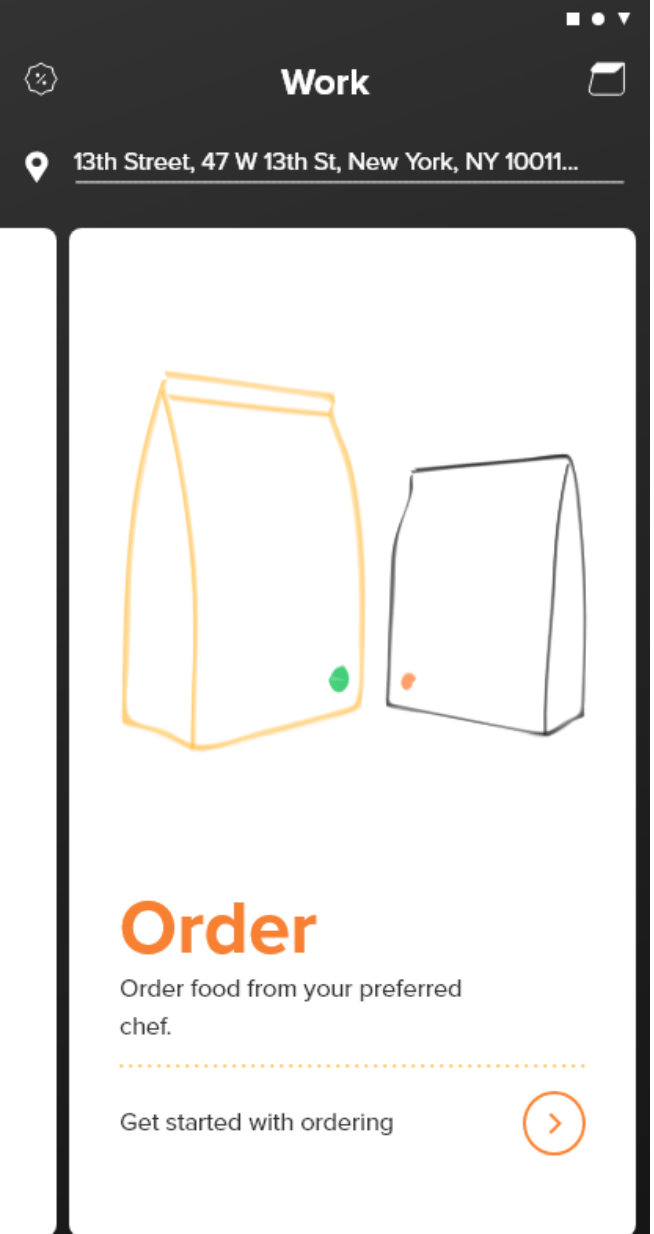 Work
13th Street, 47 W 13th St, New York, NY 10011...
Order
Order food from your preferred
chef.
Get started with ordering